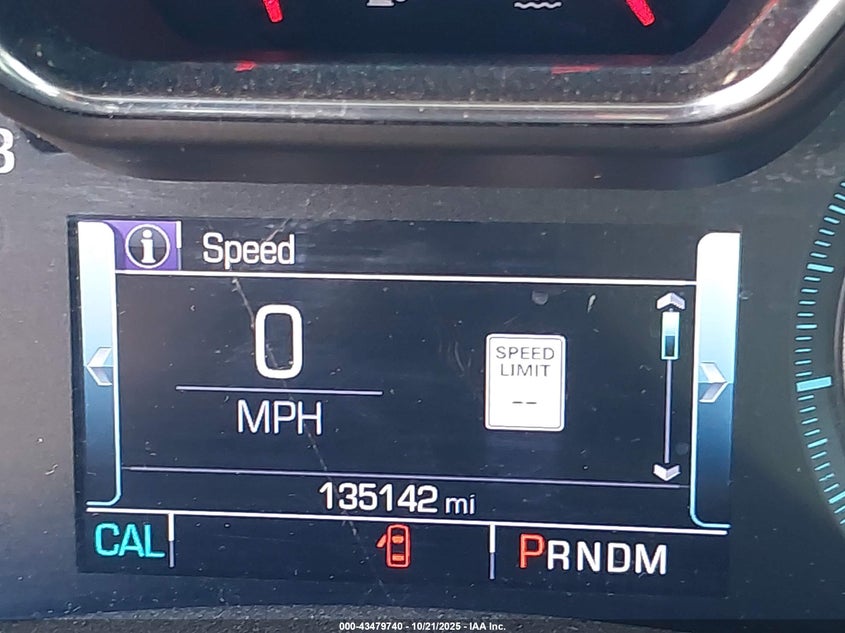 Speed
0
MPH
SPEED
LIMIT
--
135142 mi
CAL
PRNDM
000-43479740 - 10/21/2025 - IAA Inc.